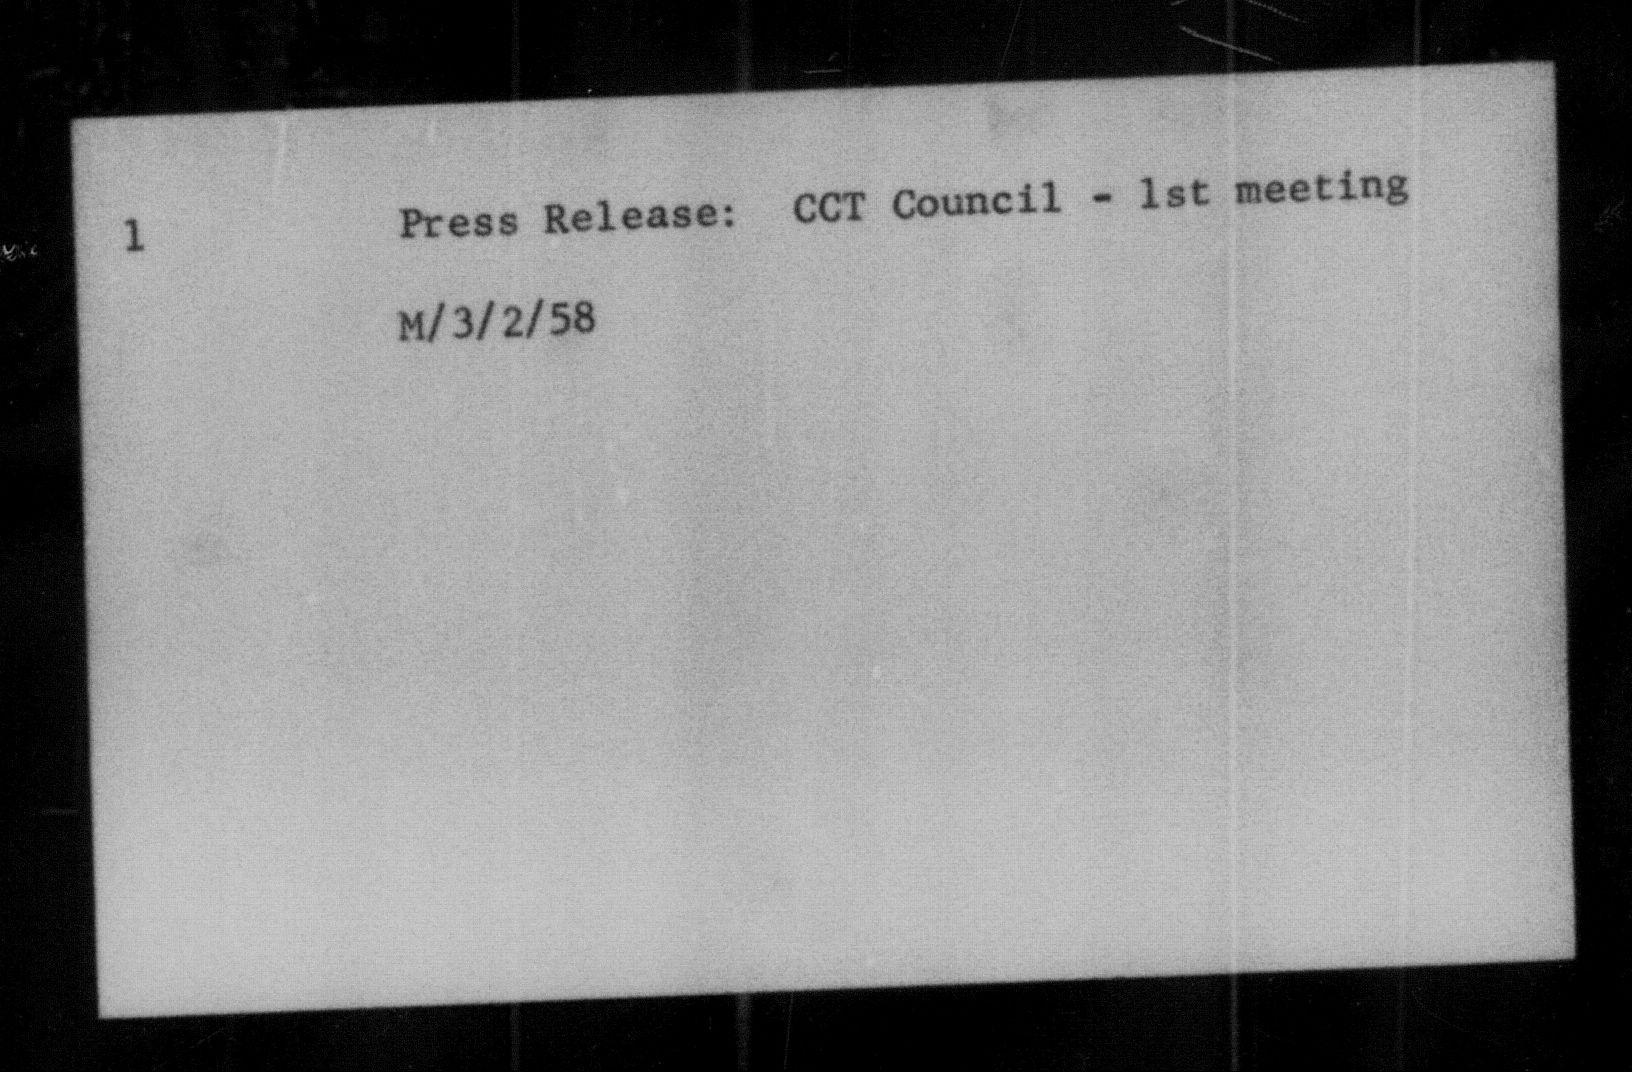 1 Press Release: CCT Council - 1st meeting
M/3/2/58